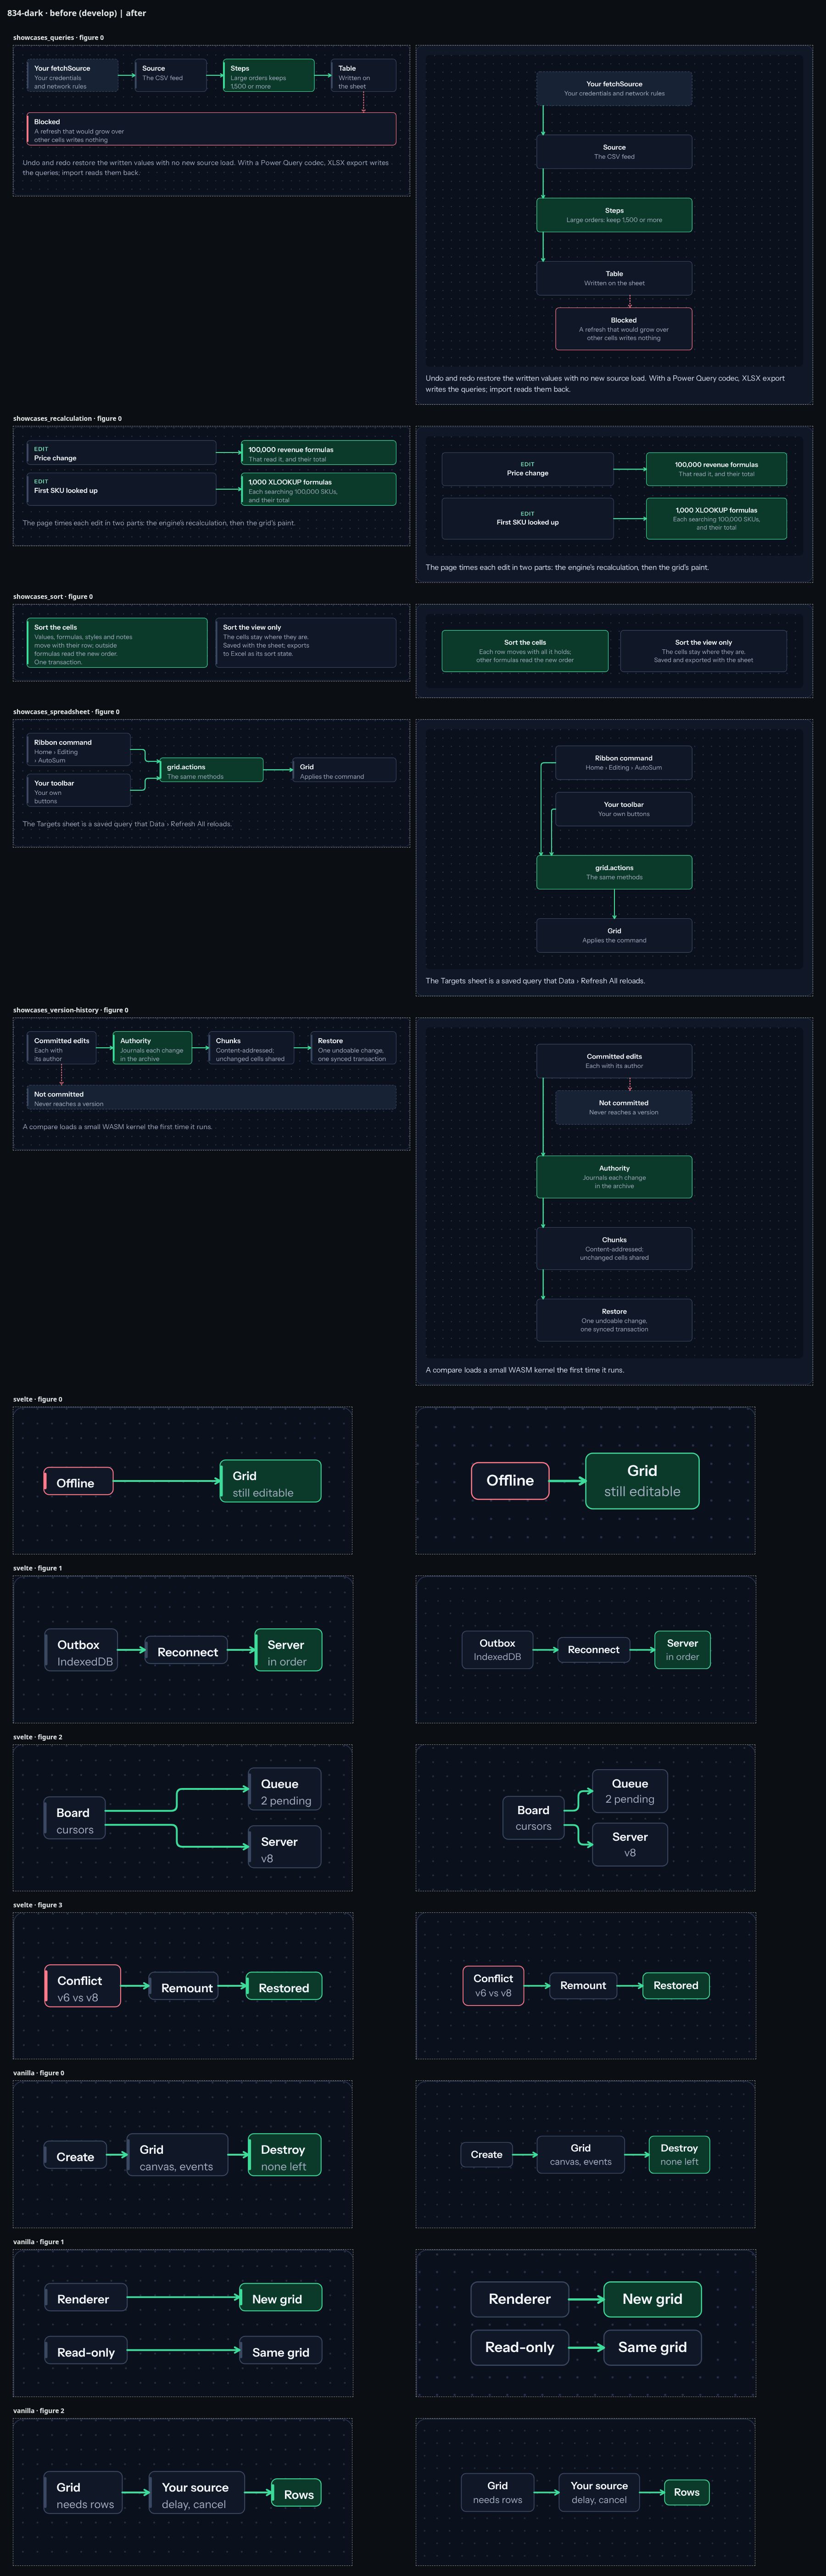 834-dark · before (develop) | after
showcases_queries · figure 0
Your fetchSource
Your credentials
and network rules
Source
The CSV feed
Steps
Large orders keeps
1,500 or more
Table
Written on
the sheet
Blocked
A refresh that would grow over
other cells writes nothing
Undo and redo restore the written values with no new source load. With a Power Query codec, XLSX export writes
the queries; import reads them back.
Your fetchSource
Your credentials and network rules
Source
The CSV feed
Steps
Large orders: keep 1,500 or more
Table
Written on the sheet
Blocked
A refresh that would grow over
other cells writes nothing
Undo and redo restore the written values with no new source load. With a Power Query codec, XLSX export
writes the queries; import reads them back.
showcases_recalculation · figure 0
EDIT
Price change
100,000 revenue formulas
That read it, and their total
EDIT
First SKU looked up
1,000 XLOOKUP formulas
Each searching 100,000 SKUs,
and their total
The page times each edit in two parts: the engine's recalculation, then the grid's paint.
EDIT
Price change
100,000 revenue formulas
That read it, and their total
EDIT
First SKU looked up
1,000 XLOOKUP formulas
Each searching 100,000 SKUs,
and their total
The page times each edit in two parts: the engine's recalculation, then the grid's paint.
showcases_sort · figure 0
Sort the cells
Values, formulas, styles and notes
move with their row; outside
formulas read the new order.
One transaction.
Sort the view only
The cells stay where they are.
Saved with the sheet; exports
to Excel as its sort state.
Sort the cells
Each row moves with all it holds;
other formulas read the new order
Sort the view only
The cells stay where they are.
Saved and exported with the sheet
showcases_spreadsheet · figure 0
Ribbon command
Home › Editing
› AutoSum
Your toolbar
Your own
buttons
grid.actions
The same methods
Grid
Applies the command
The Targets sheet is a saved query that Data › Refresh All reloads.
Ribbon command
Home › Editing › AutoSum
Your toolbar
Your own buttons
grid.actions
The same methods
Grid
Applies the command
The Targets sheet is a saved query that Data › Refresh All reloads.
showcases_version-history · figure 0
Committed edits
Each with
its author
Authority
Journals each change
in the archive
Chunks
Content-addressed;
unchanged cells shared
Restore
One undoable change,
one synced transaction
Not committed
Never reaches a version
A compare loads a small WASM kernel the first time it runs.
Committed edits
Each with its author
Not committed
Never reaches a version
Authority
Journals each change
in the archive
Chunks
Content-addressed;
unchanged cells shared
Restore
One undoable change,
one synced transaction
A compare loads a small WASM kernel the first time it runs.
svelte · figure 0
Offline
Grid
still editable
Offline
Grid
still editable
svelte · figure 1
Outbox
IndexedDB
Reconnect
Server
in order
Outbox
IndexedDB
Reconnect
Server
in order
svelte · figure 2
Board
cursors
Queue
2 pending
Server
v8
Board
cursors
Queue
2 pending
Server
v8
svelte · figure 3
Conflict
v6 vs v8
Remount
Restored
Conflict
v6 vs v8
Remount
Restored
vanilla · figure 0
Create
Grid
canvas, events
Destroy
none left
Create
Grid
canvas, events
Destroy
none left
vanilla · figure 1
Renderer
New grid
Read-only
Same grid
Renderer
New grid
Read-only
Same grid
vanilla · figure 2
Grid
needs rows
Your source
delay, cancel
Rows
Grid
needs rows
Your source
delay, cancel
Rows